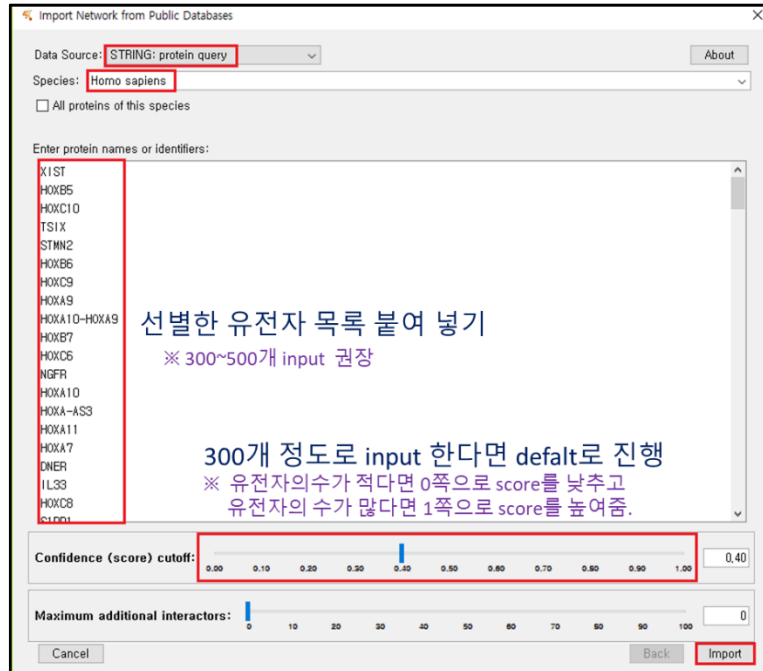 Import Network from Public Databases
Data Source: STRING: protein query
About
Species: Homo sapiens
All proteins of this species
Enter protein names or identifiers:
XIST
HOXB5
HOXC10
TSIX
STMN2
HOXB6
HOXC9
HOXA9
HOXA10-HOXA9
HOXB7
HOXC6
NGFR
HOXA10
HOXA-AS3
HOXA11
HOXA7
DNER
IL33
HOXC8
선별한 유전자 목록 붙여 넣기
※ 300~500개 input 권장
300개 정도로 input 한다면 defalt로 진행
※ 유전자의수가 적다면 0쪽으로 score를 낮추고
유전자의 수가 많다면 1쪽으로 score를 높여줌.
Confidence (score) cutoff:
0.00 0.10 0.20 0.30 0.40 0.50 0.60 0.70 0.80 0.90 1.00
0.40
Maximum additional interactors:
0 10 20 30 40 50 60 70 80 90 100
0
Cancel
Back
Import